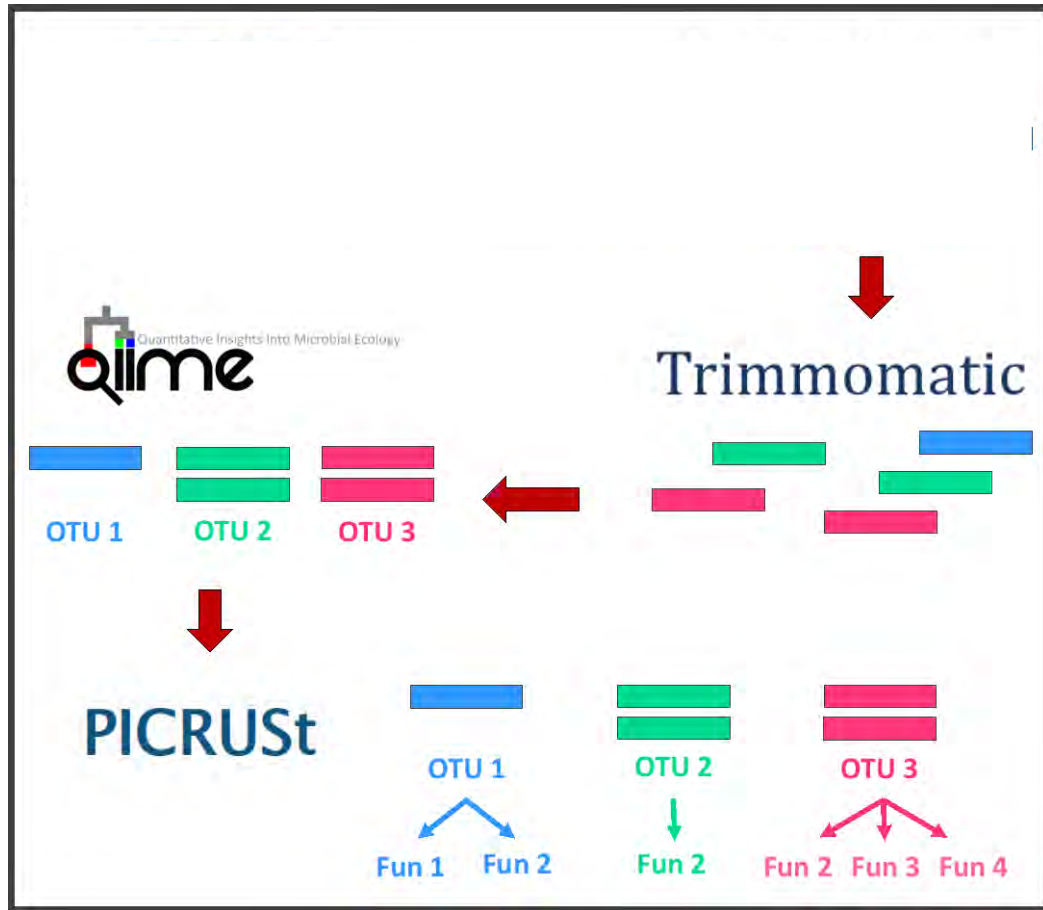 Quantitative Insights Into Microbial Ecology
Qiime
Trimmomatic
OTU 1 OTU 2 OTU 3
PICRUSt
OTU 1 OTU 2 OTU 3
Fun 1 Fun 2 Fun 2 Fun 2 Fun 3 Fun 4